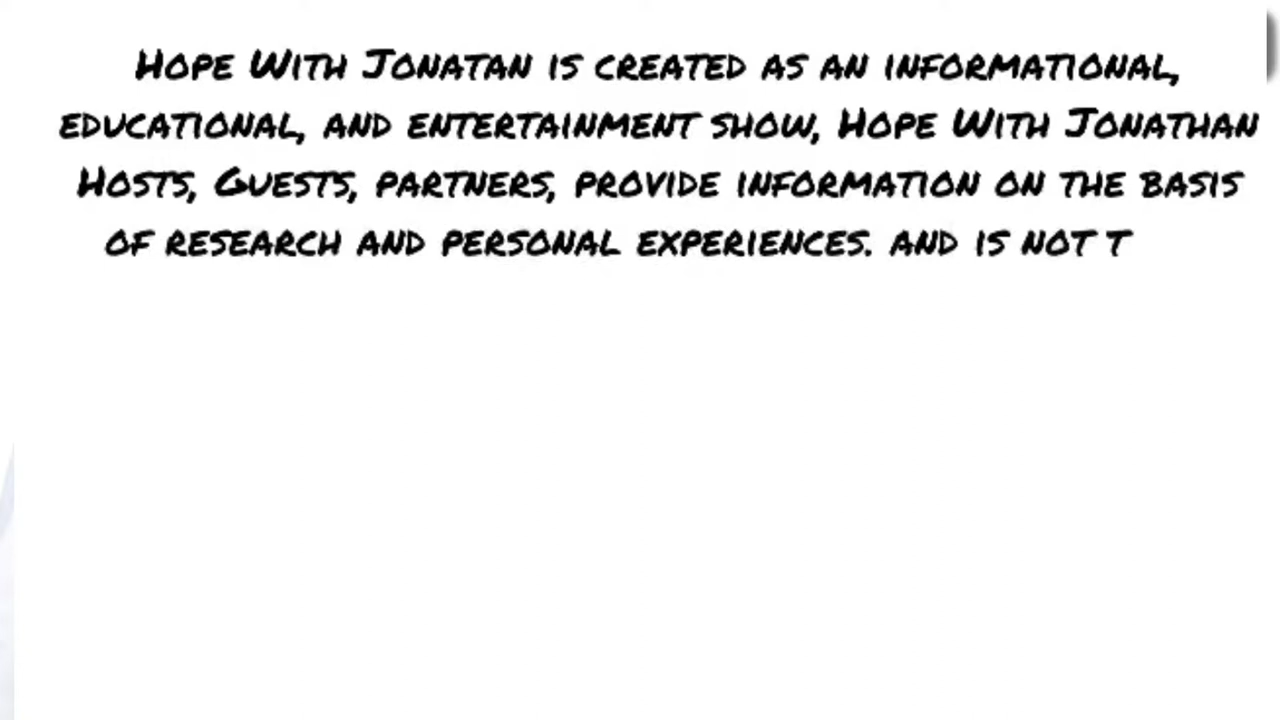 Hope With Jonatan is created as an informational,
educational, and entertainment show, Hope With Jonathan
Hosts, Guests, partners, provide information on the basis
of research and personal experiences. and is not t